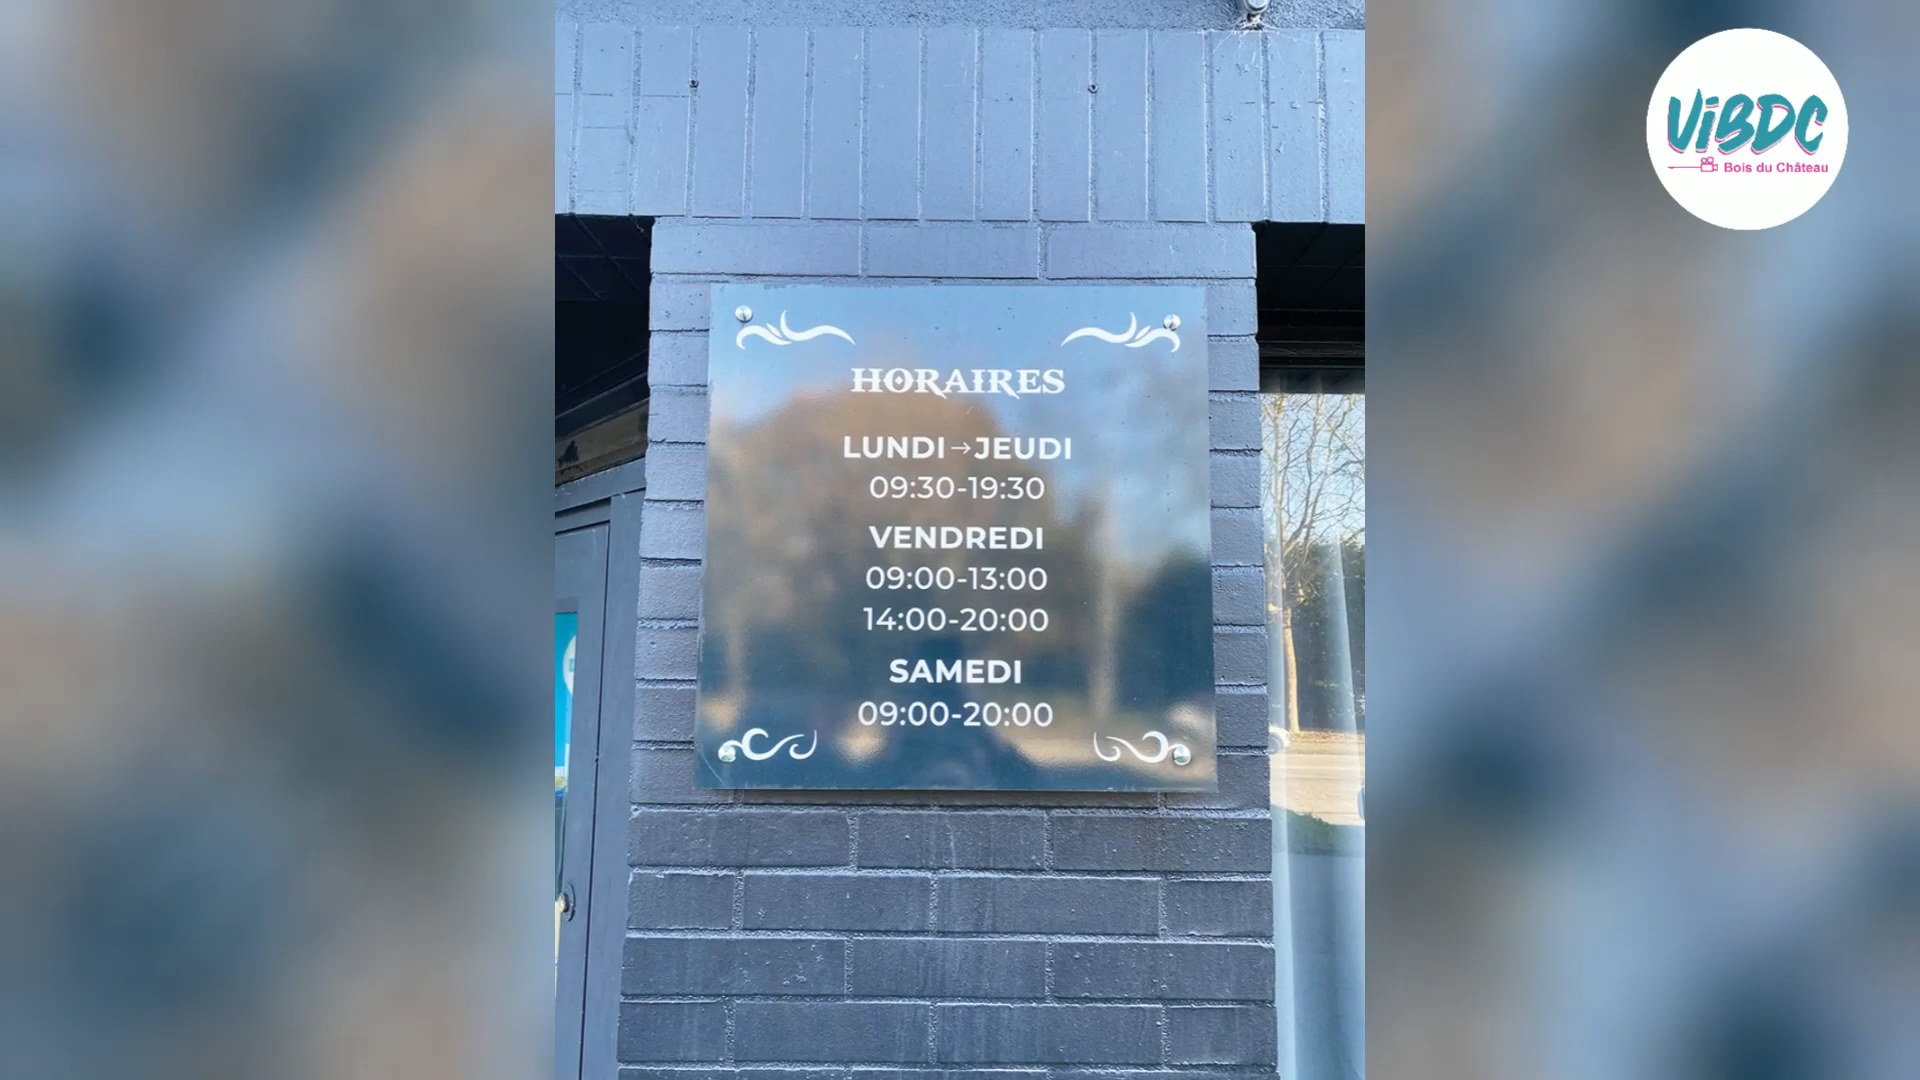 ViBDC
Bois du Château
HORAIRES
LUNDI→JEUDI
09:30-19:30
VENDREDI
09:00-13:00
14:00-20:00
SAMEDI
09:00-20:00